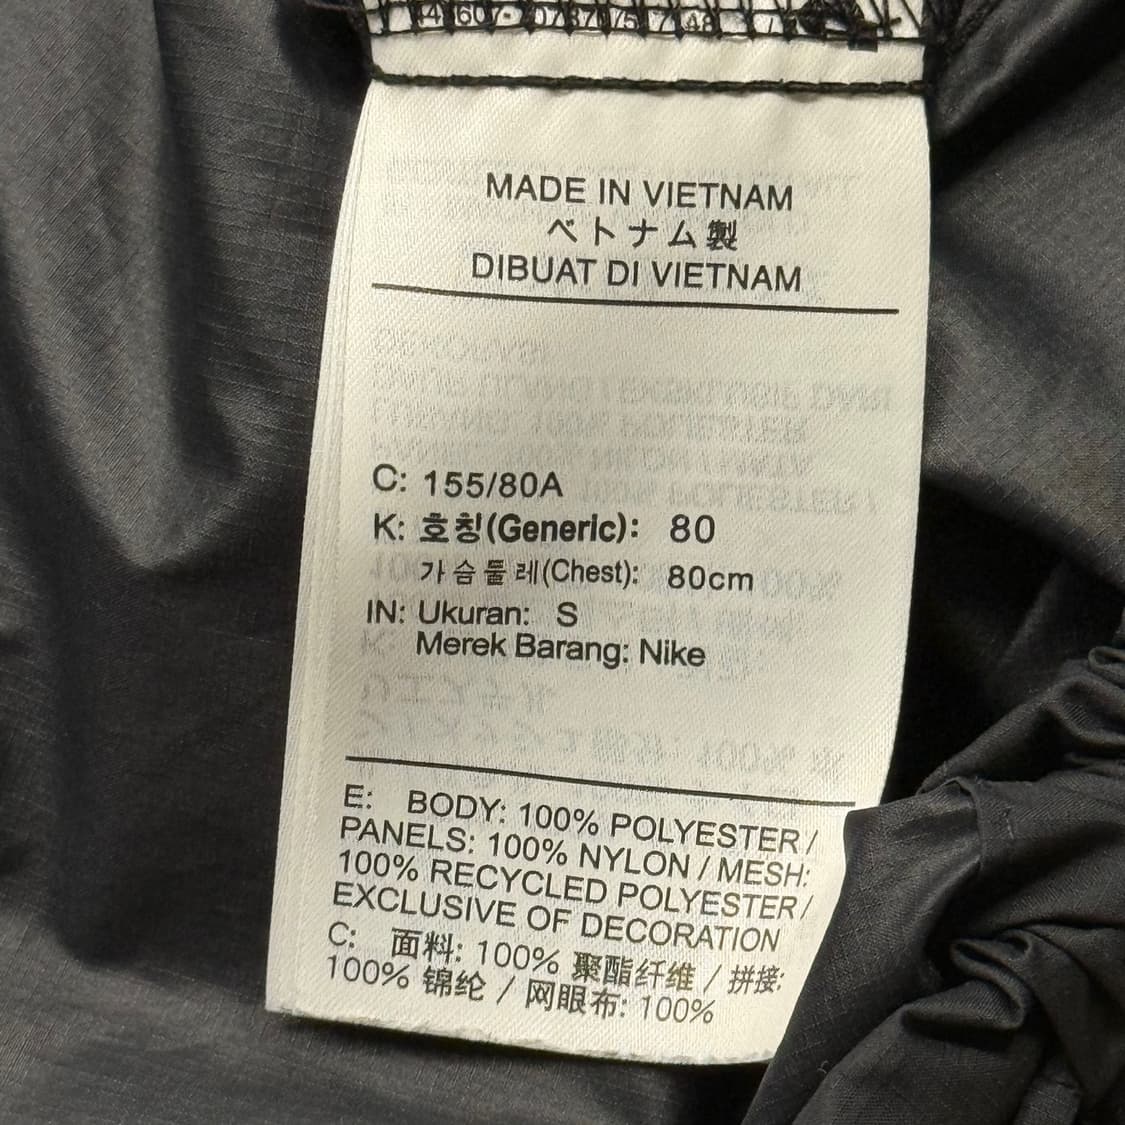 MADE IN VIETNAM
ベトナム製
DIBUAT DI VIETNAM
C: 155/80A
K: 호칭(Generic): 80
가슴둘레(Chest): 80cm
IN: Ukuran: S
Merek Barang: Nike
E: BODY: 100% POLYESTER/
PANELS: 100% NYLON / MESH:
100% RECYCLED POLYESTER/
EXCLUSIVE OF DECORATION
C: 面料: 100% 聚酯纤维 / 拼接:
100% 锦纶 / 网眼布: 100%